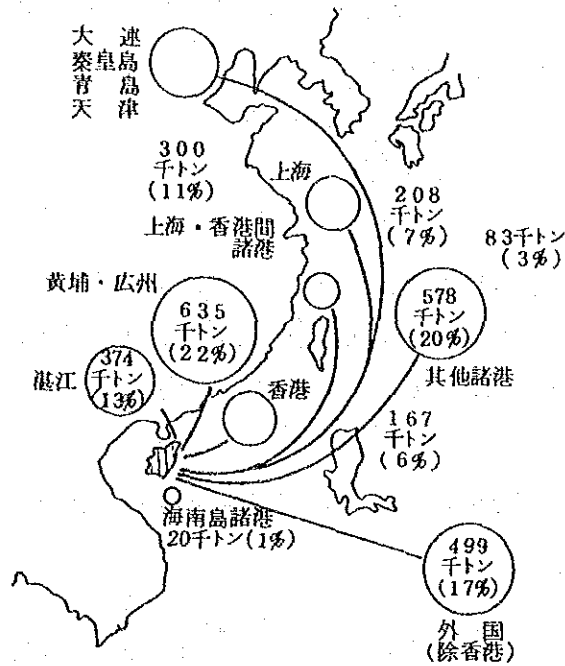 大連
秦皇島
青島
天津
300
千トン
(11%)
上海
208
千トン
(7%)
上海・香港間
諸港
83千トン
(3%)
黄埔・広州
635
千トン
(22%)
578
千トン
(20%)
其他諸港
湛江
374
千トン
(13%)
香港
167
千トン
(6%)
海南島諸港
20千トン(1%)
499
千トン
(17%)
外国
(除香港)